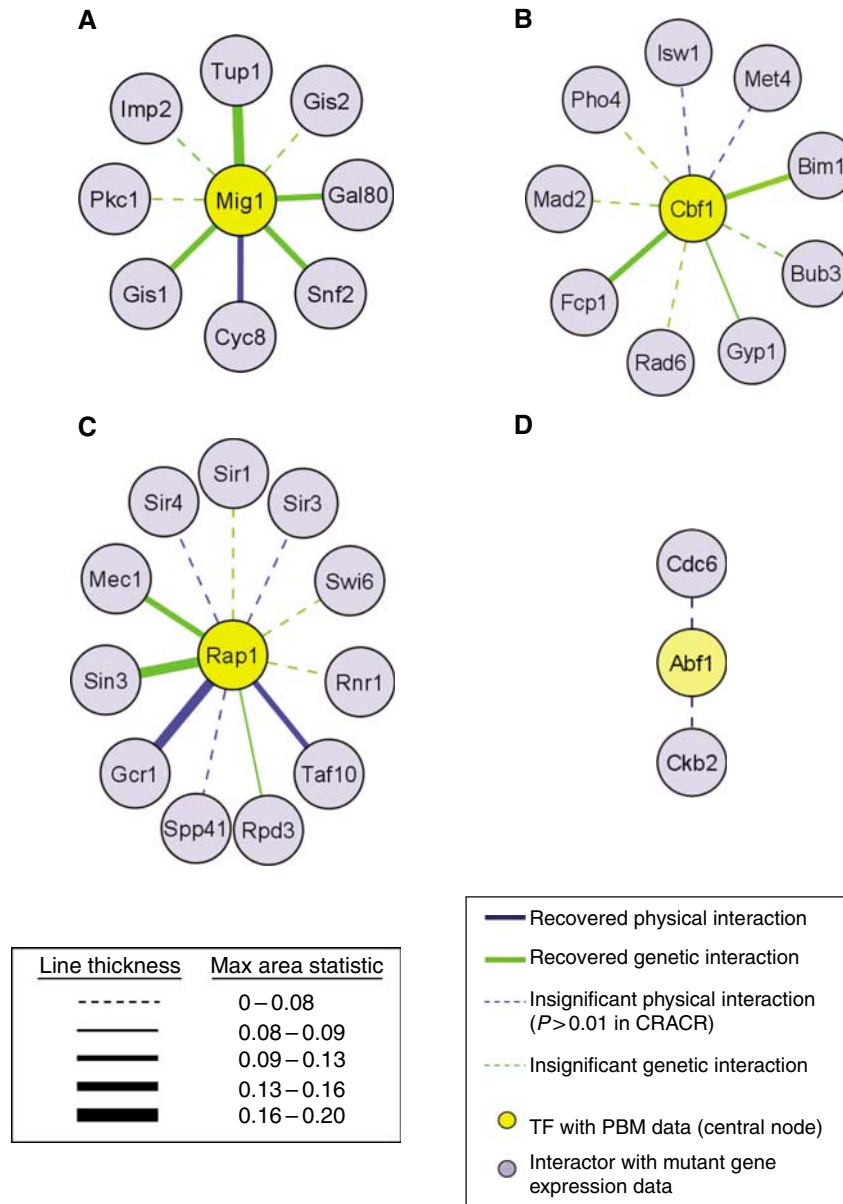 A
Tup1
Imp2
Gis2
Pkc1
Mig1
Gal80
Gis1
Snf2
Cyc8
B
Isw1
Met4
Pho4
Bim1
Mad2
Cbf1
Bub3
Fcp1
Gyp1
Rad6
C
Sir1
Sir4
Sir3
Mec1
Swi6
Rap1
Sin3
Rnr1
Gcr1
Taf10
Spp41
Rpd3
D
Cdc6
Abf1
Ckb2
Line thickness Max area statistic
0–0.08
0.08–0.09
0.09–0.13
0.13–0.16
0.16–0.20
Recovered physical interaction
Recovered genetic interaction
Insignificant physical interaction
(P>0.01 in CRACR)
Insignificant genetic interaction
TF with PBM data (central node)
Interactor with mutant gene
expression data